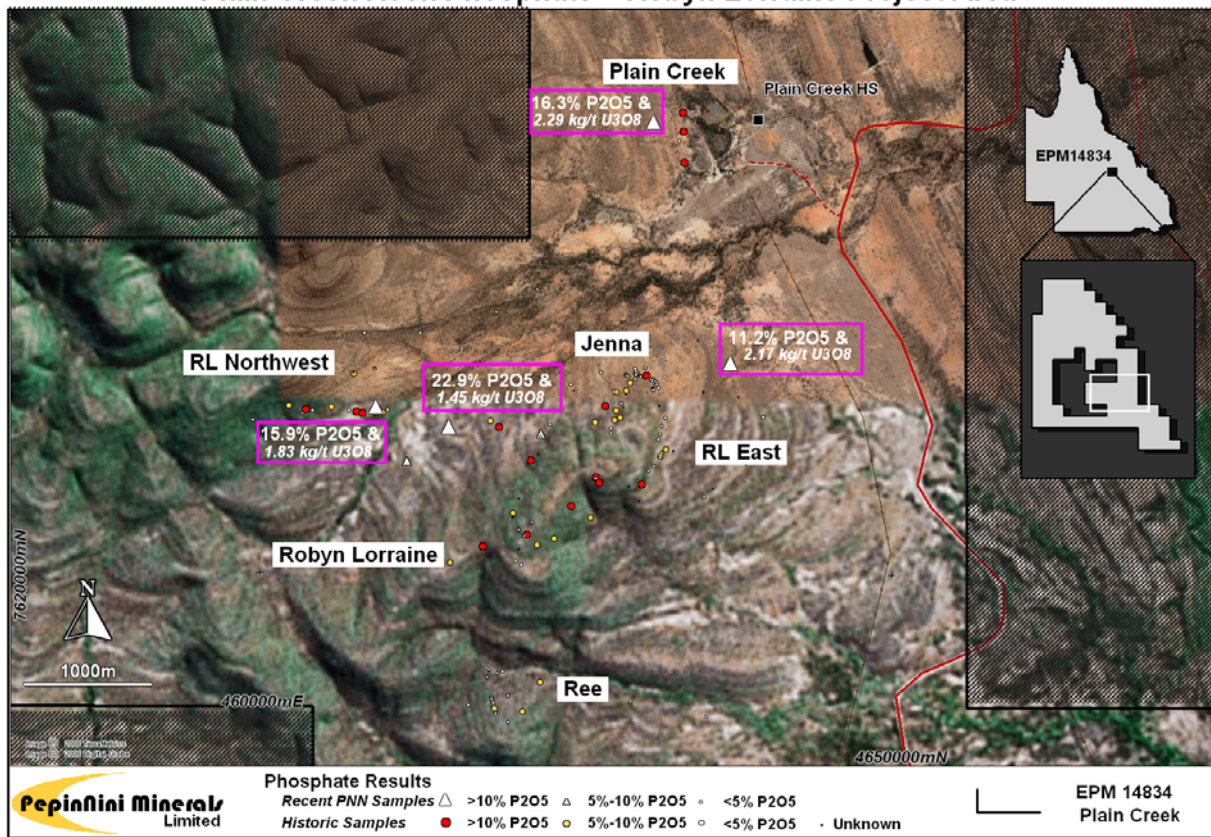 Plain Creek
Plain Creek HS
16.3% P2O5 &
2.29 kg/t U3O8
EPM14834
Jenna
11.2% P2O5 &
2.17 kg/t U3O8
RL Northwest
22.9% P2O5 &
1.45 kg/t U3O8
15.9% P2O5 &
1.83 kg/t U3O8
RL East
Robyn Lorraine
7620000mN
N
1000m
460000mE
Ree
4650000mN
PepinNini Minerals
Limited
Phosphate Results
Recent PNN Samples >10% P2O5 5%-10% P2O5 <5% P2O5
Historic Samples >10% P2O5 5%-10% P2O5 <5% P2O5 Unknown
EPM 14834
Plain Creek